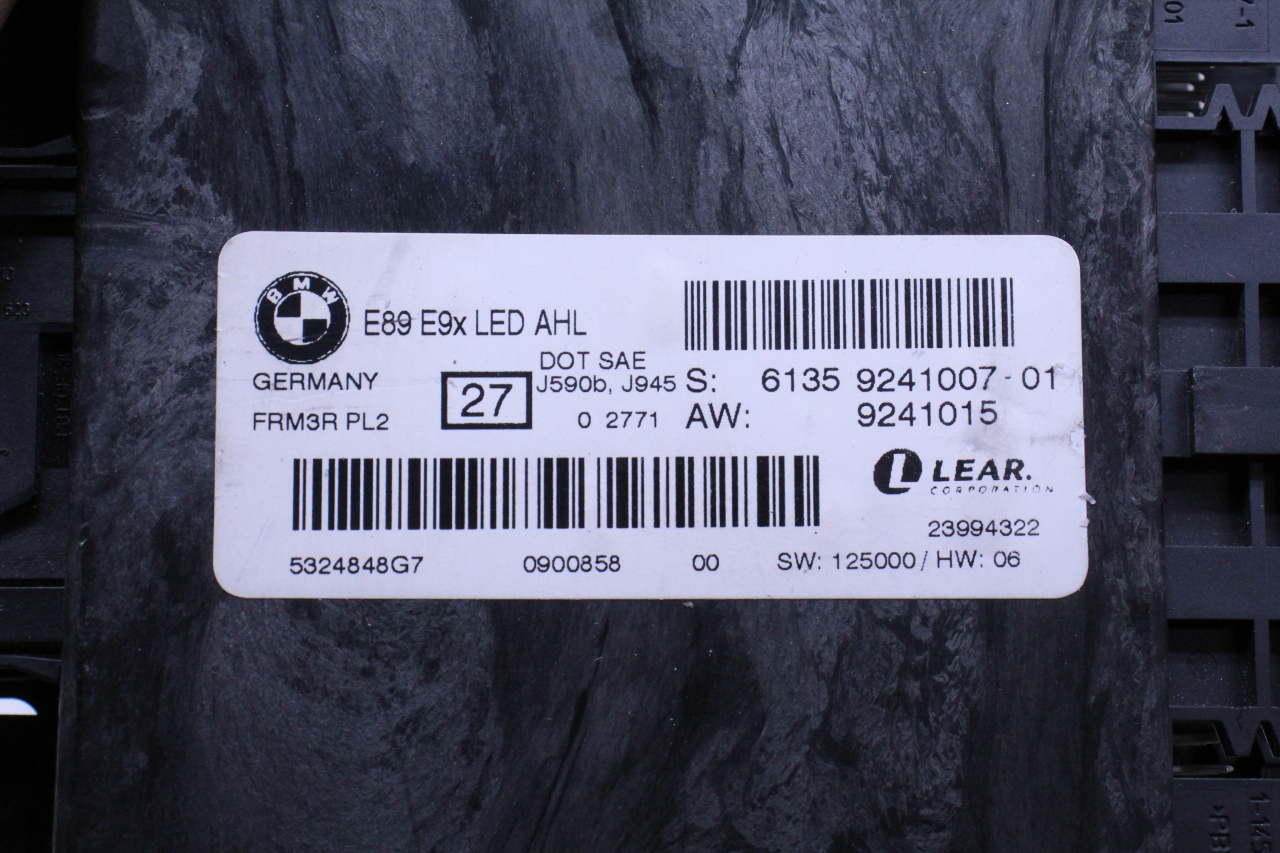 BMW
E89 E9x LED AHL
GERMANY
FRM3R PL2
27
DOT SAE
J590b, J945
0 2771
S: 6135 9241007-01
AW: 9241015
LEAR.
CORPORATION
23994322
5324848G7 0900858 00 SW: 125000 / HW: 06